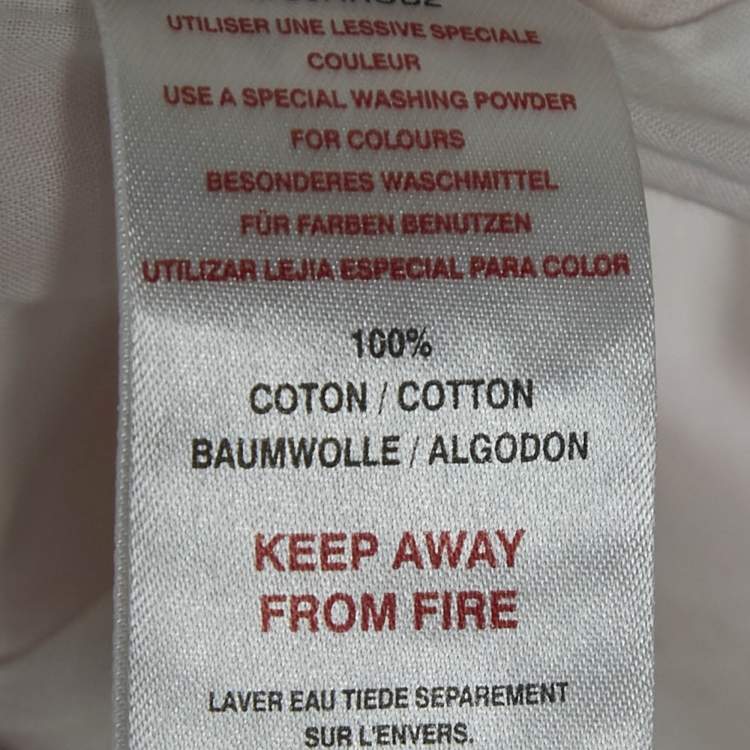 UTILISER UNE LESSIVE SPECIALE
COULEUR
USE A SPECIAL WASHING POWDER
FOR COLOURS
BESONDERES WASCHMITTEL
FÜR FARBEN BENUTZEN
UTILIZAR LEJIA ESPECIAL PARA COLOR
100%
COTON / COTTON
BAUMWOLLE / ALGODON
KEEP AWAY
FROM FIRE
LAVER EAU TIEDE SEPAREMENT
SUR L'ENVERS.